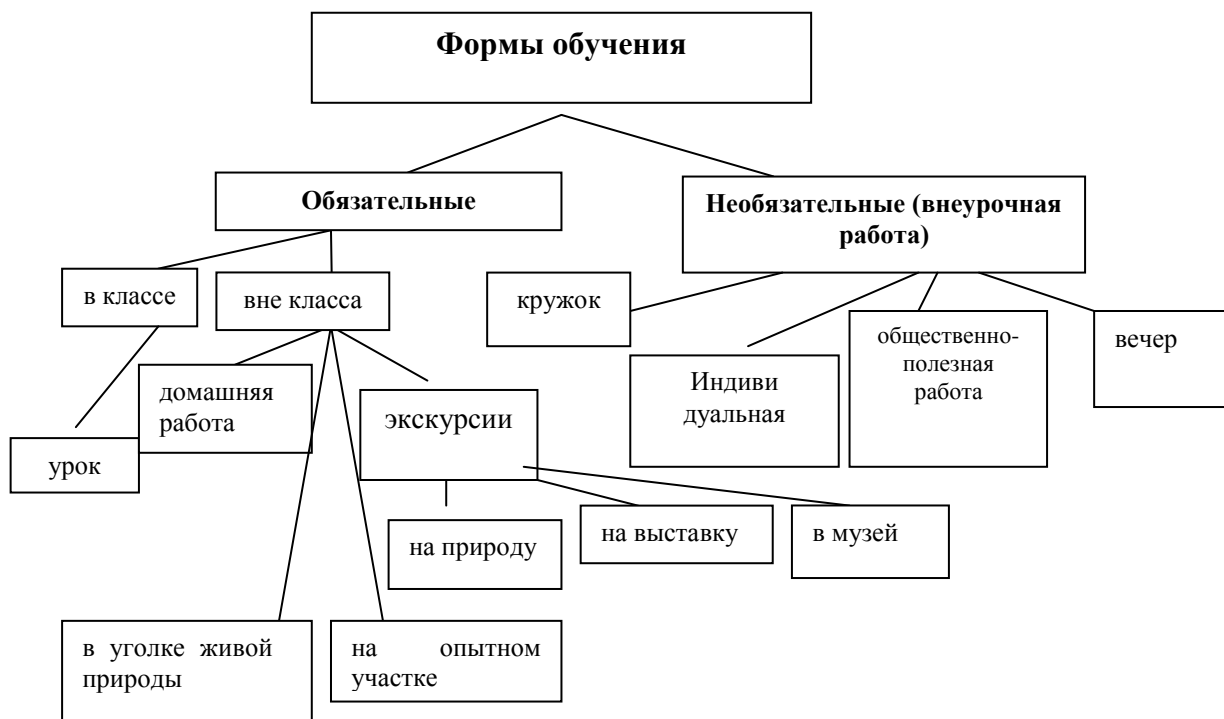 Формы обучения
Обязательные
Необязательные (внеурочная
работа)
в классе
вне класса
кружок
общественно-
полезная
работа
вечер
домашняя
работа
Индиви
дуальная
экскурсии
урок
на природу
на выставку
в музей
в уголке живой
природы
на опытном
участке